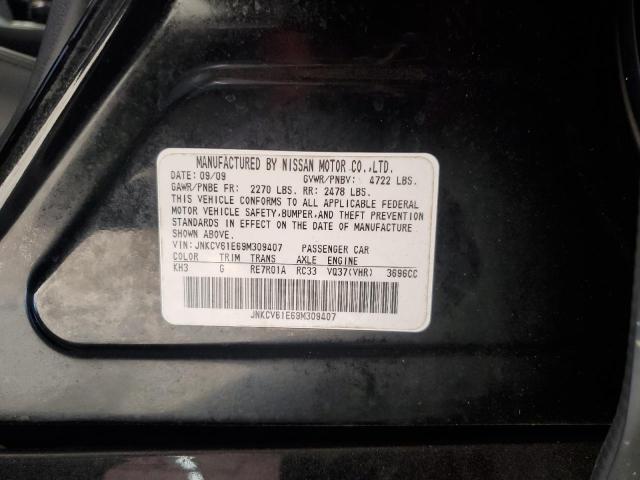 MANUFACTURED BY NISSAN MOTOR CO.,LTD.
DATE: 09/09 GVWR/PNBV: 4722 LBS.
GAWR/PNBE FR: 2270 LBS. RR: 2478 LBS.
THIS VEHICLE CONFORMS TO ALL APPLICABLE FEDERAL
MOTOR VEHICLE SAFETY,BUMPER,AND THEFT PREVENTION
STANDARDS IN EFFECT ON THE DATE OF MANUFACTURE
SHOWN ABOVE.
VIN: JNKCV61E69M309407 PASSENGER CAR
COLOR TRIM TRANS AXLE ENGINE
KH3 G RE7R01A RC33 VQ37(VHR) 3696CC
JNKCV61E69M309407